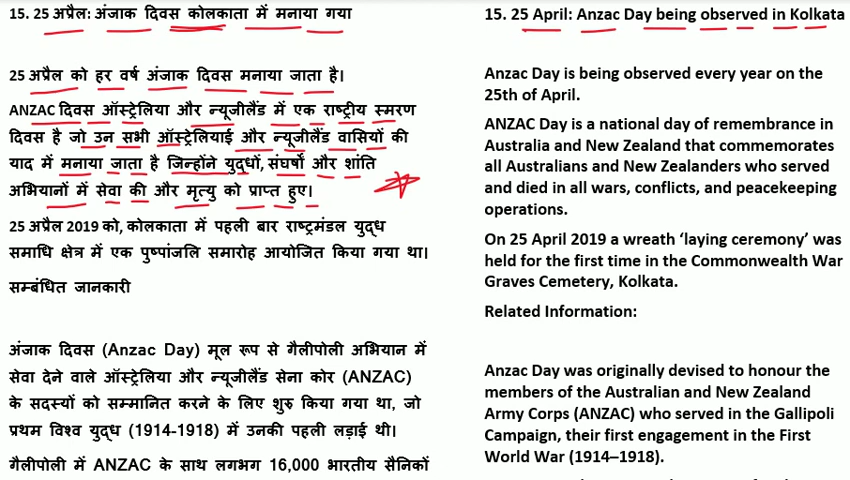 15. 25 अप्रैल: अंजाक दिवस कोलकाता में मनाया गया
25 अप्रैल को हर वर्ष अंजाक दिवस मनाया जाता है।
ANZAC दिवस ऑस्ट्रेलिया और न्यूजीलैंड में एक राष्ट्रीय स्मरण
दिवस है जो उन सभी ऑस्ट्रेलियाई और न्यूजीलैंड वासियों की
याद में मनाया जाता है जिन्होंने युद्धों, संघर्षों और शांति
अभियानों में सेवा की और मृत्यु को प्राप्त हुए।
25 अप्रैल 2019 को, कोलकाता में पहली बार राष्ट्रमंडल युद्ध
समाधि क्षेत्र में एक पुष्पांजलि समारोह आयोजित किया गया था।
सम्बंधित जानकारी
अंजाक दिवस (Anzac Day) मूल रूप से गैलीपोली अभियान में
सेवा देने वाले ऑस्ट्रेलिया और न्यूजीलैंड सेना कोर (ANZAC)
के सदस्यों को सम्मानित करने के लिए शुरु किया गया था, जो
प्रथम विश्व युद्ध (1914-1918) में उनकी पहली लड़ाई थी।
गैलीपोली में ANZAC के साथ लगभग 16,000 भारतीय सैनिकों
15. 25 April: Anzac Day being observed in Kolkata
Anzac Day is being observed every year on the
25th of April.
ANZAC Day is a national day of remembrance in
Australia and New Zealand that commemorates
all Australians and New Zealanders who served
and died in all wars, conflicts, and peacekeeping
operations.
On 25 April 2019 a wreath ‘laying ceremony’ was
held for the first time in the Commonwealth War
Graves Cemetery, Kolkata.
Related Information:
Anzac Day was originally devised to honour the
members of the Australian and New Zealand
Army Corps (ANZAC) who served in the Gallipoli
Campaign, their first engagement in the First
World War (1914–1918).